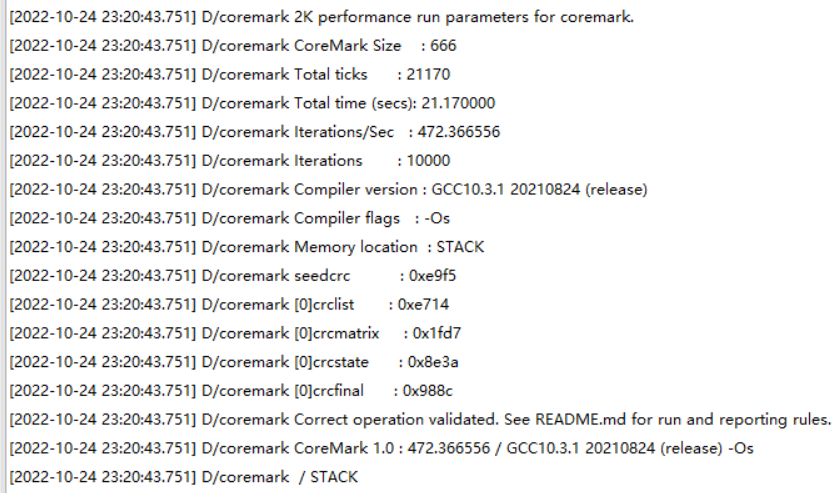 [2022-10-24 23:20:43.751] D/coremark 2K performance run parameters for coremark.
[2022-10-24 23:20:43.751] D/coremark CoreMark Size    : 666
[2022-10-24 23:20:43.751] D/coremark Total ticks      : 21170
[2022-10-24 23:20:43.751] D/coremark Total time (secs): 21.170000
[2022-10-24 23:20:43.751] D/coremark Iterations/Sec   : 472.366556
[2022-10-24 23:20:43.751] D/coremark Iterations       : 10000
[2022-10-24 23:20:43.751] D/coremark Compiler version : GCC10.3.1 20210824 (release)
[2022-10-24 23:20:43.751] D/coremark Compiler flags   : -Os
[2022-10-24 23:20:43.751] D/coremark Memory location  : STACK
[2022-10-24 23:20:43.751] D/coremark seedcrc          : 0xe9f5
[2022-10-24 23:20:43.751] D/coremark [0]crclist       : 0xe714
[2022-10-24 23:20:43.751] D/coremark [0]crcmatrix     : 0x1fd7
[2022-10-24 23:20:43.751] D/coremark [0]crcstate      : 0x8e3a
[2022-10-24 23:20:43.751] D/coremark [0]crcfinal      : 0x988c
[2022-10-24 23:20:43.751] D/coremark Correct operation validated. See README.md for run and reporting rules.
[2022-10-24 23:20:43.751] D/coremark CoreMark 1.0 : 472.366556 / GCC10.3.1 20210824 (release) -Os
[2022-10-24 23:20:43.751] D/coremark  / STACK